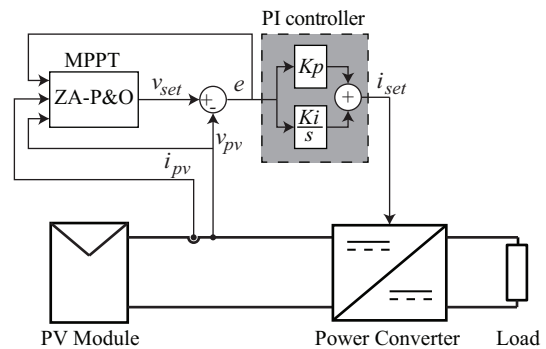 PI controller
MPPT
ZA-P&O
v_set
+
-
e
Kp
Ki
s
+
i_set
v_pv
i_pv
PV Module
Power Converter
Load